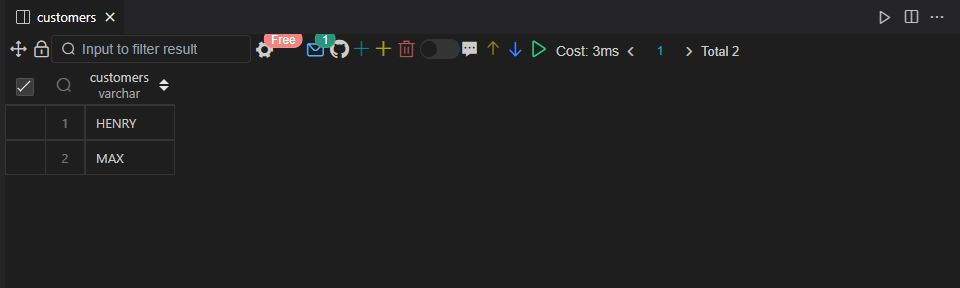 customers
Input to filter result
Free
1
Cost: 3ms
1
Total 2
customers
varchar
1 HENRY
2 MAX